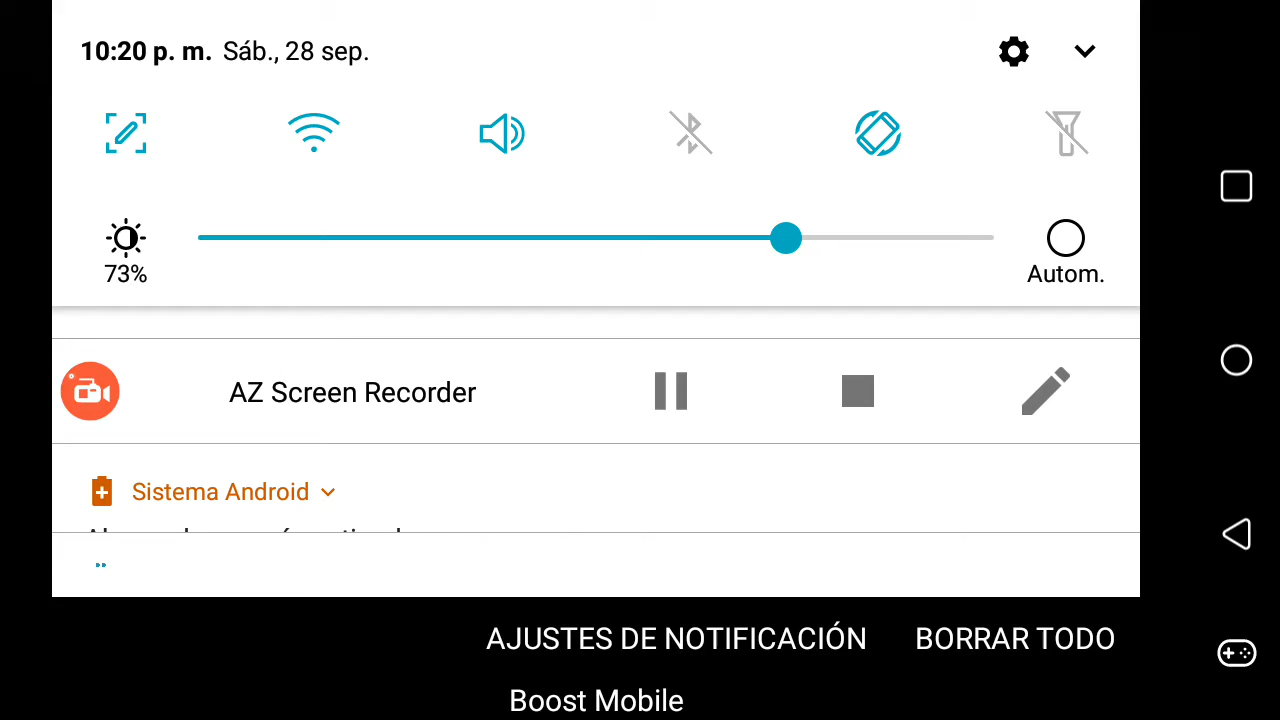 10:20 p. m. Sáb., 28 sep.
73%
Autom.
AZ Screen Recorder
Sistema Android
AJUSTES DE NOTIFICACIÓN BORRAR TODO
Boost Mobile